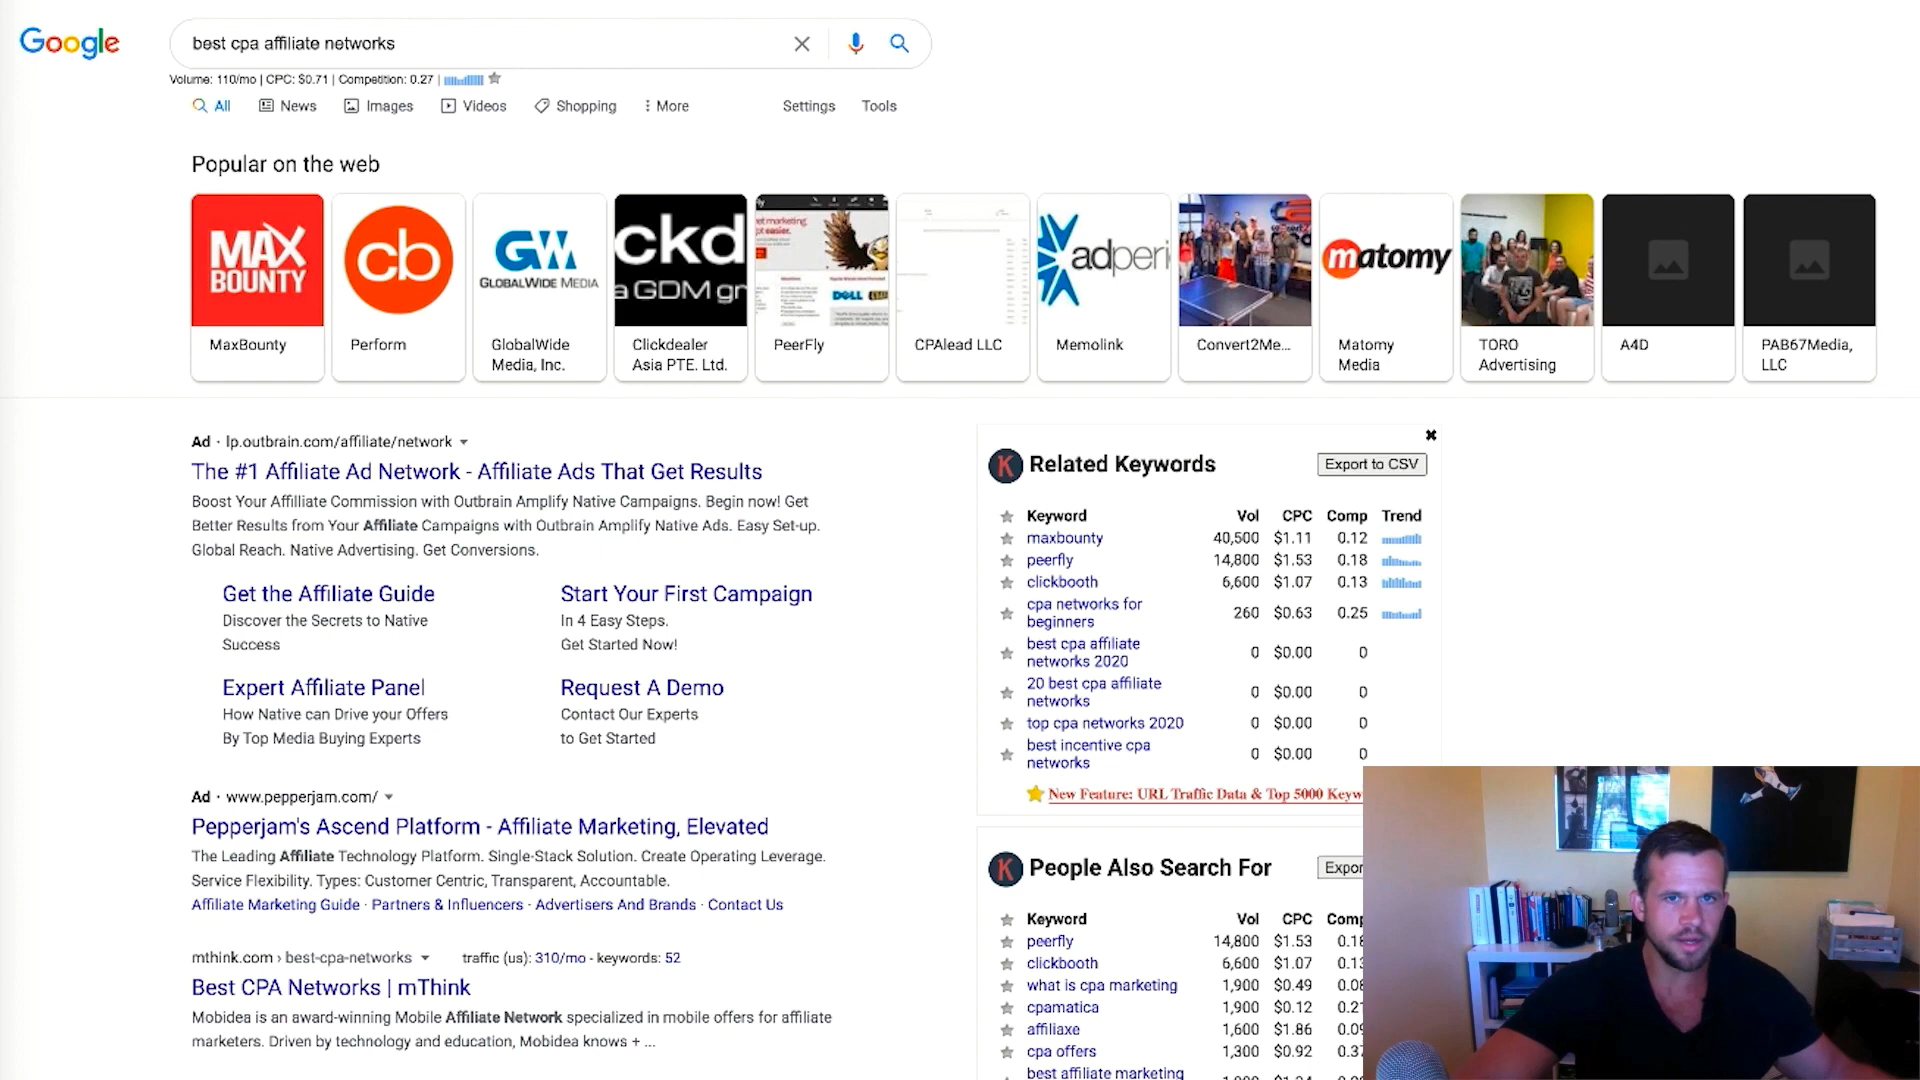 Google
best cpa affiliate networks
Volume: 110/mo | CPC: $0.71 | Competition: 0.27 |
All News Images Videos Shopping More Settings Tools
Popular on the web
MAX
BOUNTY
cb
GW
GLOBALWIDE MEDIA
ckd
a GDM gr
DELL
adperi
matomy
MaxBounty
Perform
GlobalWide
Media, Inc.
Clickdealer
Asia PTE. Ltd.
PeerFly
CPAlead LLC
Memolink
Convert2Me...
Matomy
Media
TORO
Advertising
A4D
PAB67Media,
LLC
Ad · lp.outbrain.com/affiliate/network
The #1 Affiliate Ad Network - Affiliate Ads That Get Results
Boost Your Affilliate Commission with Outbrain Amplify Native Campaigns. Begin now! Get
Better Results from Your Affiliate Campaigns with Outbrain Amplify Native Ads. Easy Set-up.
Global Reach. Native Advertising. Get Conversions.
Get the Affiliate Guide
Discover the Secrets to Native
Success
Start Your First Campaign
In 4 Easy Steps.
Get Started Now!
Expert Affiliate Panel
How Native can Drive your Offers
By Top Media Buying Experts
Request A Demo
Contact Our Experts
to Get Started
Ad · www.pepperjam.com/
Pepperjam's Ascend Platform - Affiliate Marketing, Elevated
The Leading Affiliate Technology Platform. Single-Stack Solution. Create Operating Leverage.
Service Flexibility. Types: Customer Centric, Transparent, Accountable.
Affiliate Marketing Guide · Partners & Influencers · Advertisers And Brands · Contact Us
mthink.com › best-cpa-networks traffic (us): 310/mo - keywords: 52
Best CPA Networks | mThink
Mobidea is an award-winning Mobile Affiliate Network specialized in mobile offers for affiliate
marketers. Driven by technology and education, Mobidea knows + ...
K Related Keywords Export to CSV
Keyword Vol CPC Comp Trend
maxbounty 40,500 $1.11 0.12
peerfly 14,800 $1.53 0.18
clickbooth 6,600 $1.07 0.13
cpa networks for
beginners 260 $0.63 0.25
best cpa affiliate
networks 2020 0 $0.00 0
20 best cpa affiliate
networks 0 $0.00 0
top cpa networks 2020 0 $0.00 0
best incentive cpa
networks 0 $0.00 0
New Feature: URL Traffic Data & Top 5000 Keyw
K People Also Search For Expor
Keyword Vol CPC Comp
peerfly 14,800 $1.53 0.18
clickbooth 6,600 $1.07 0.13
what is cpa marketing 1,900 $0.49 0.08
cpamatica 1,900 $0.12 0.21
affiliaxe 1,600 $1.86 0.09
cpa offers 1,300 $0.92 0.37
best affiliate marketing